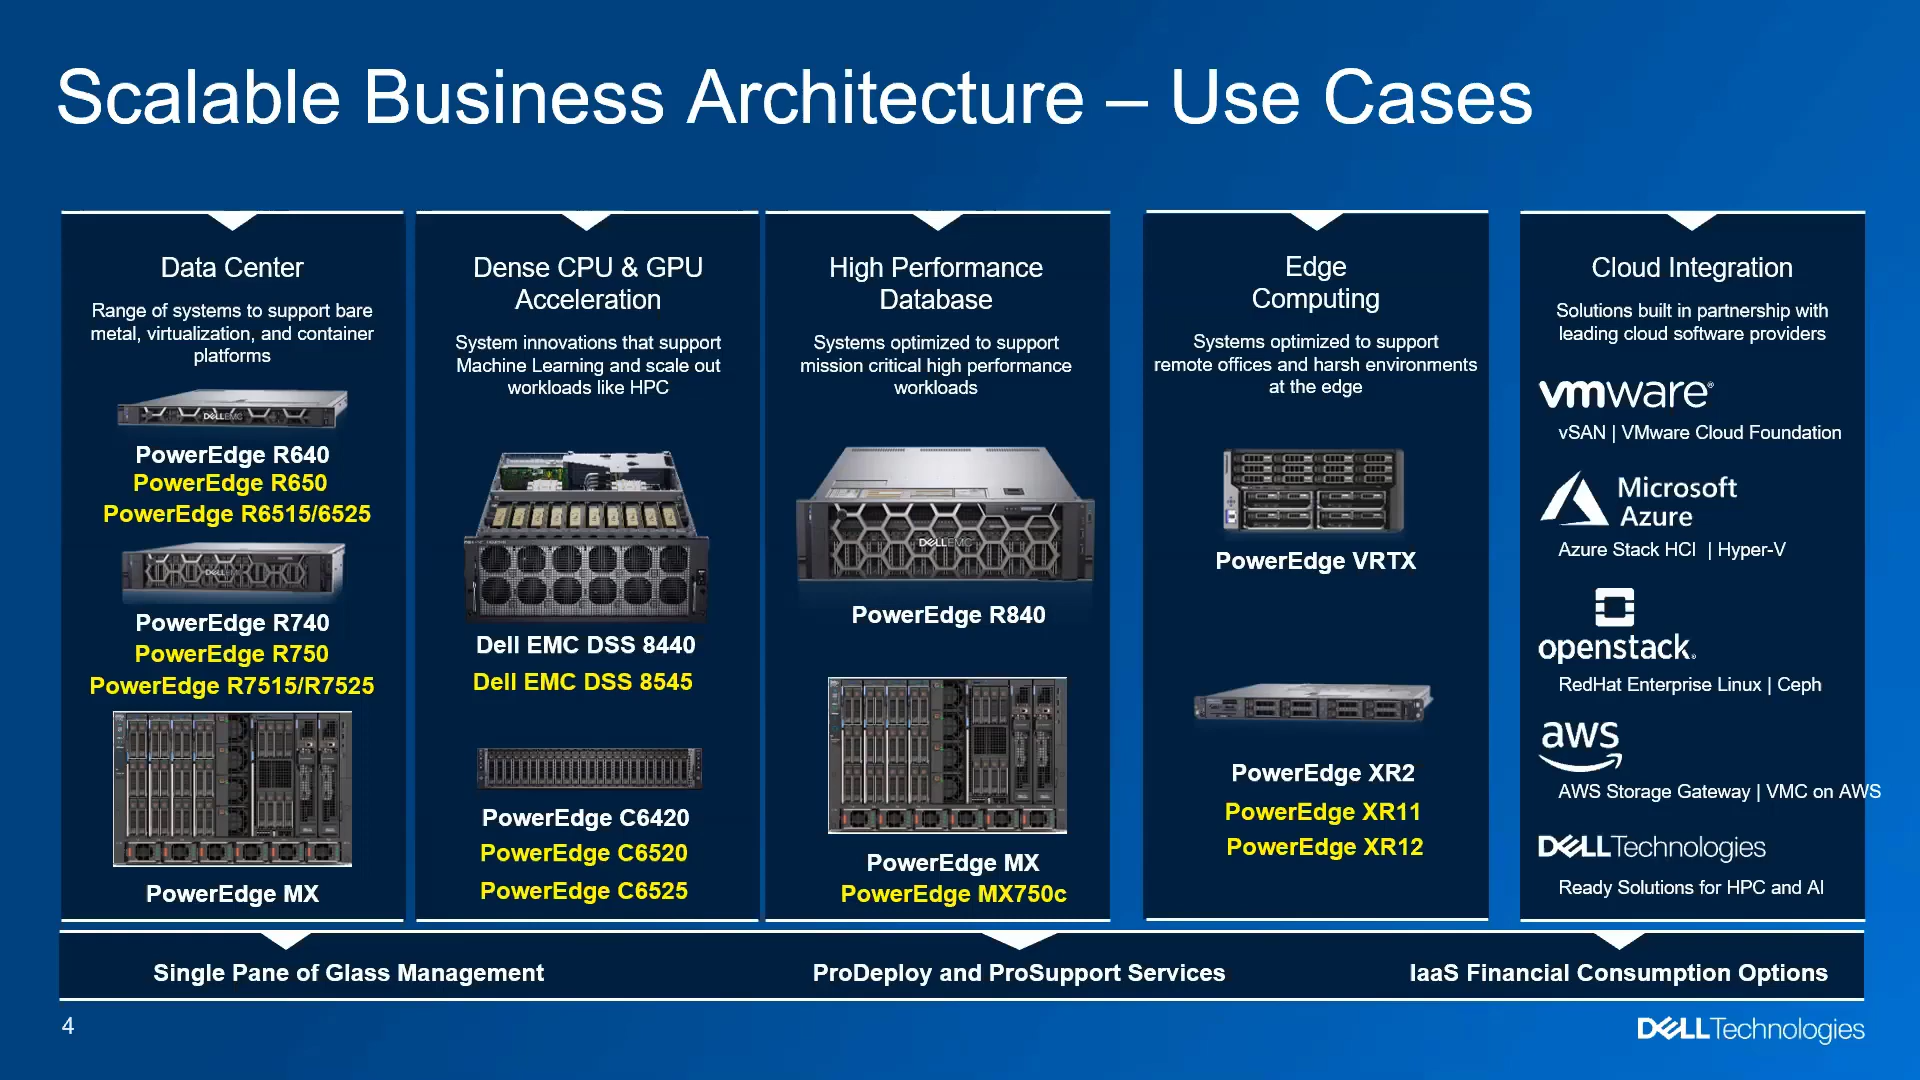 Scalable Business Architecture – Use Cases
Data Center
Range of systems to support bare
metal, virtualization, and container
platforms
DELLEMC
PowerEdge R640
PowerEdge R650
PowerEdge R6515/6525
DELLEMC
PowerEdge R740
PowerEdge R750
PowerEdge R7515/R7525
PowerEdge MX
Dense CPU & GPU
Acceleration
System innovations that support
Machine Learning and scale out
workloads like HPC
Dell EMC DSS 8440
Dell EMC DSS 8545
PowerEdge C6420
PowerEdge C6520
PowerEdge C6525
High Performance
Database
Systems optimized to support
mission critical high performance
workloads
DELLEMC
PowerEdge R840
PowerEdge MX
PowerEdge MX750c
Edge
Computing
Systems optimized to support
remote offices and harsh environments
at the edge
PowerEdge VRTX
PowerEdge XR2
PowerEdge XR11
PowerEdge XR12
Cloud Integration
Solutions built in partnership with
leading cloud software providers
vmware®
vSAN | VMware Cloud Foundation
Microsoft
Azure
Azure Stack HCI | Hyper-V
openstack.
RedHat Enterprise Linux | Ceph
aws
AWS Storage Gateway | VMC on AWS
DELLTechnologies
Ready Solutions for HPC and AI
Single Pane of Glass Management
ProDeploy and ProSupport Services
IaaS Financial Consumption Options
4
DELLTechnologies